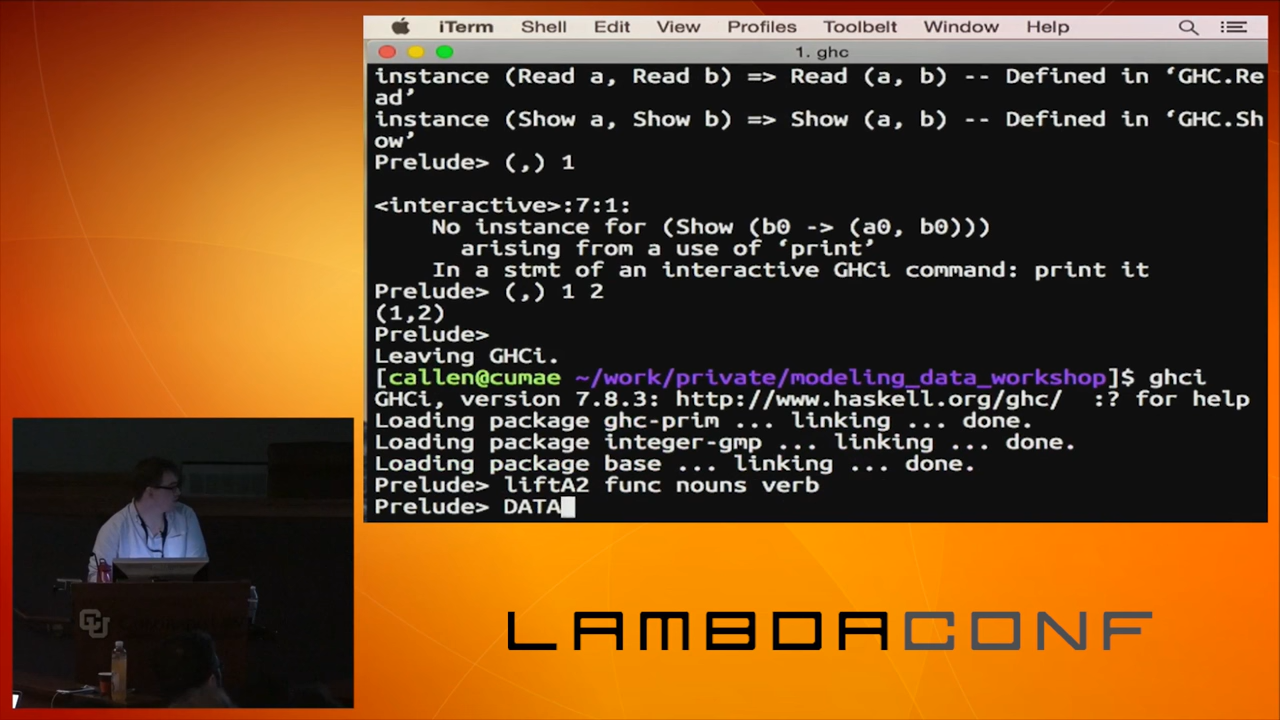 iTerm Shell Edit View Profiles Toolbelt Window Help
1. ghc
instance (Read a, Read b) => Read (a, b) -- Defined in ‘GHC.Re
ad’
instance (Show a, Show b) => Show (a, b) -- Defined in ‘GHC.Sh
ow’
Prelude> (,) 1
<interactive>:7:1:
No instance for (Show (b0 -> (a0, b0)))
arising from a use of ‘print’
In a stmt of an interactive GHCi command: print it
Prelude> (,) 1 2
(1,2)
Prelude>
Leaving GHCi.
[callen@cumae ~/work/private/modeling_data_workshop]$ ghci
GHCi, version 7.8.3: http://www.haskell.org/ghc/  :? for help
Loading package ghc-prim ... linking ... done.
Loading package integer-gmp ... linking ... done.
Loading package base ... linking ... done.
Prelude> liftA2 func nouns verb
Prelude> DATA
CU
LAMBDACONF